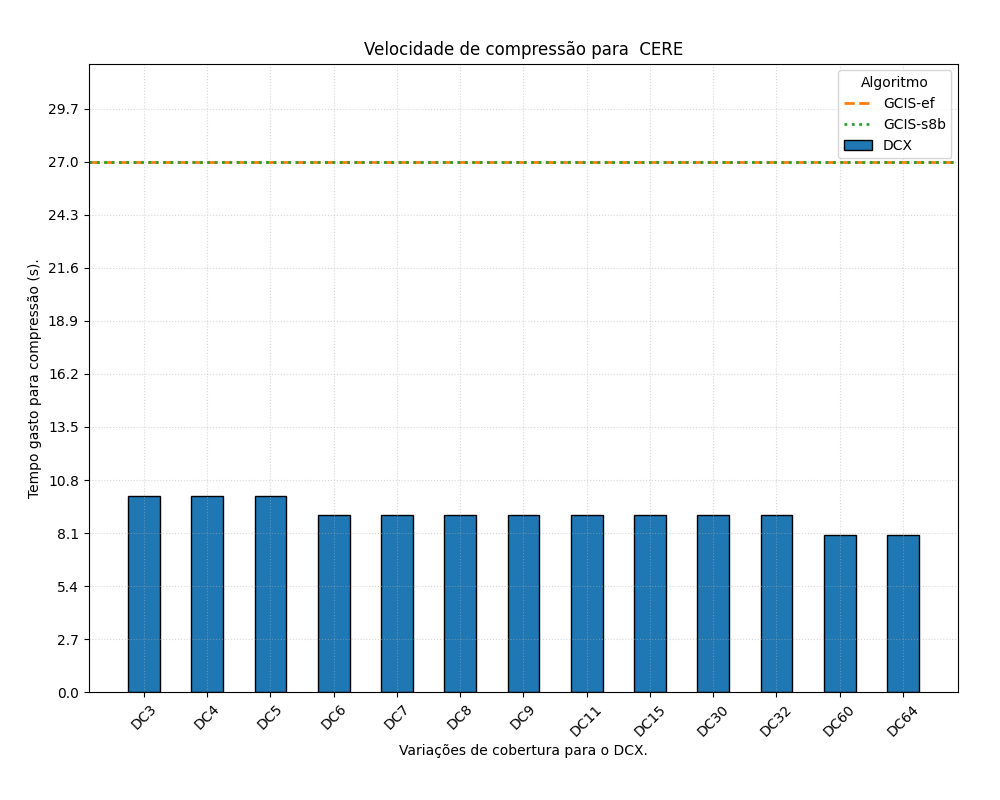 Velocidade de compressão para  CERE
Algoritmo
GCIS-ef
GCIS-s8b
DCX
Tempo gasto para compressão (s).
29.7
27.0
24.3
21.6
18.9
16.2
13.5
10.8
8.1
5.4
2.7
0.0
DC3 DC4 DC5 DC6 DC7 DC8 DC9 DC11 DC15 DC30 DC32 DC60 DC64
Variações de cobertura para o DCX.